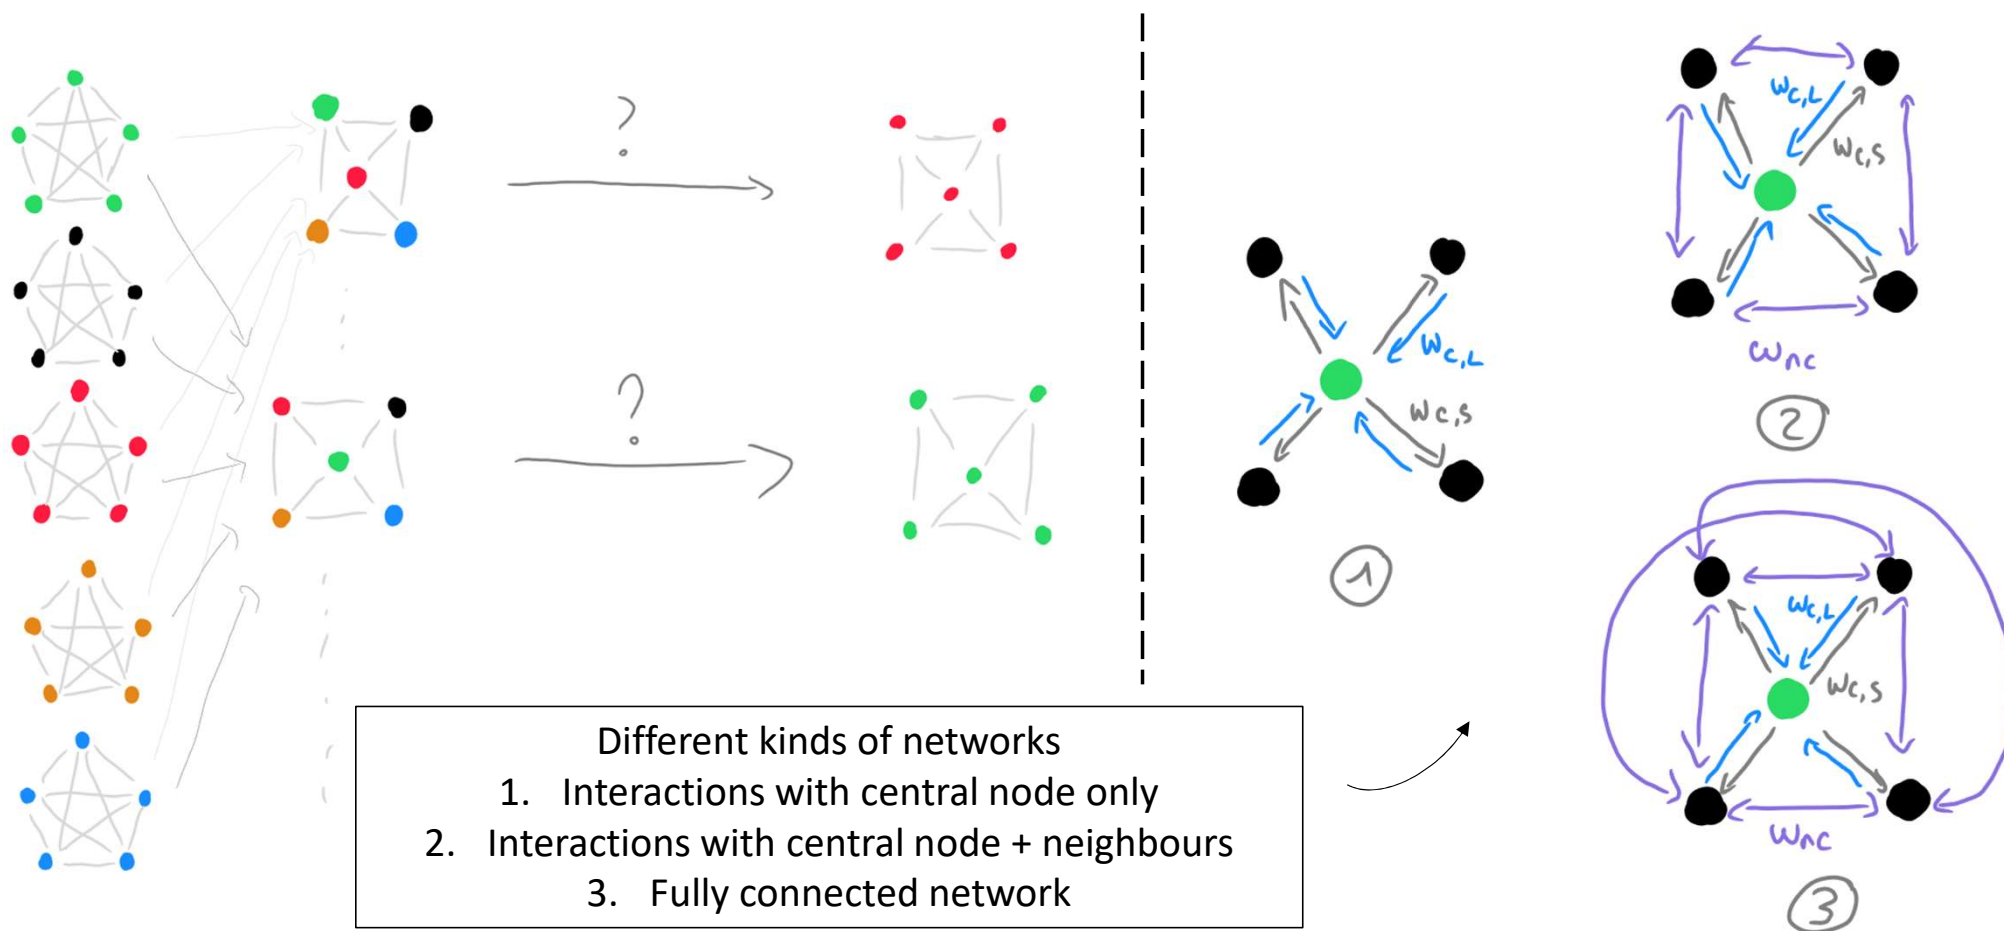 ?
?
Different kinds of networks
1. Interactions with central node only
2. Interactions with central node + neighbours
3. Fully connected network
Wc,L
Wc,s
1
Wc,L
Wc,s
Wnc
2
Wc,L
Wc,s
Wnc
3